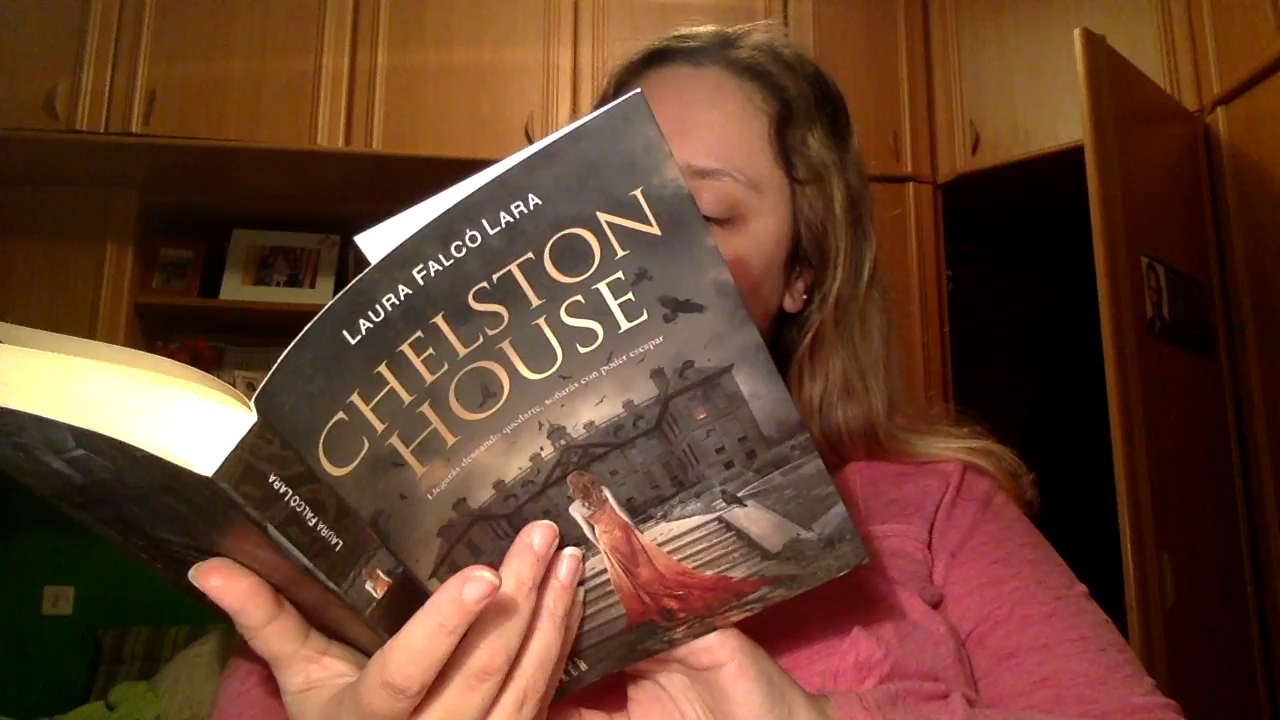 LAURA FALCÓ LARA
CHELSTON
HOUSE
Llegarás deseando quedarte, soñarás con poder escapar
LAURA FALCÓ LARA